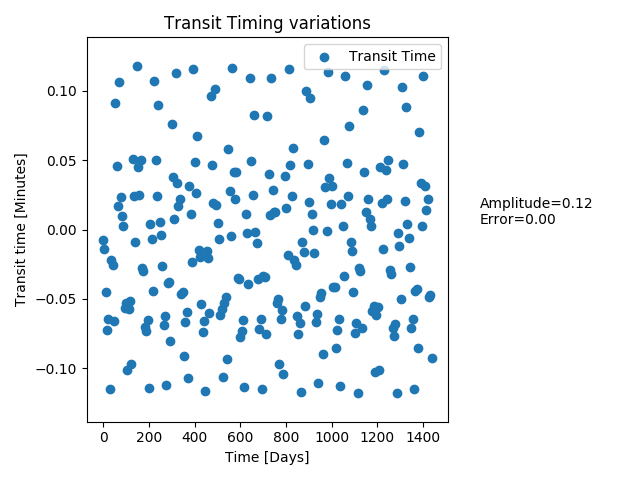 Transit Timing variations
Transit Time
0.10
0.05
0.00
−0.05
−0.10
Transit time [Minutes]
Amplitude=0.12
Error=0.00
0 200 400 600 800 1000 1200 1400
Time [Days]